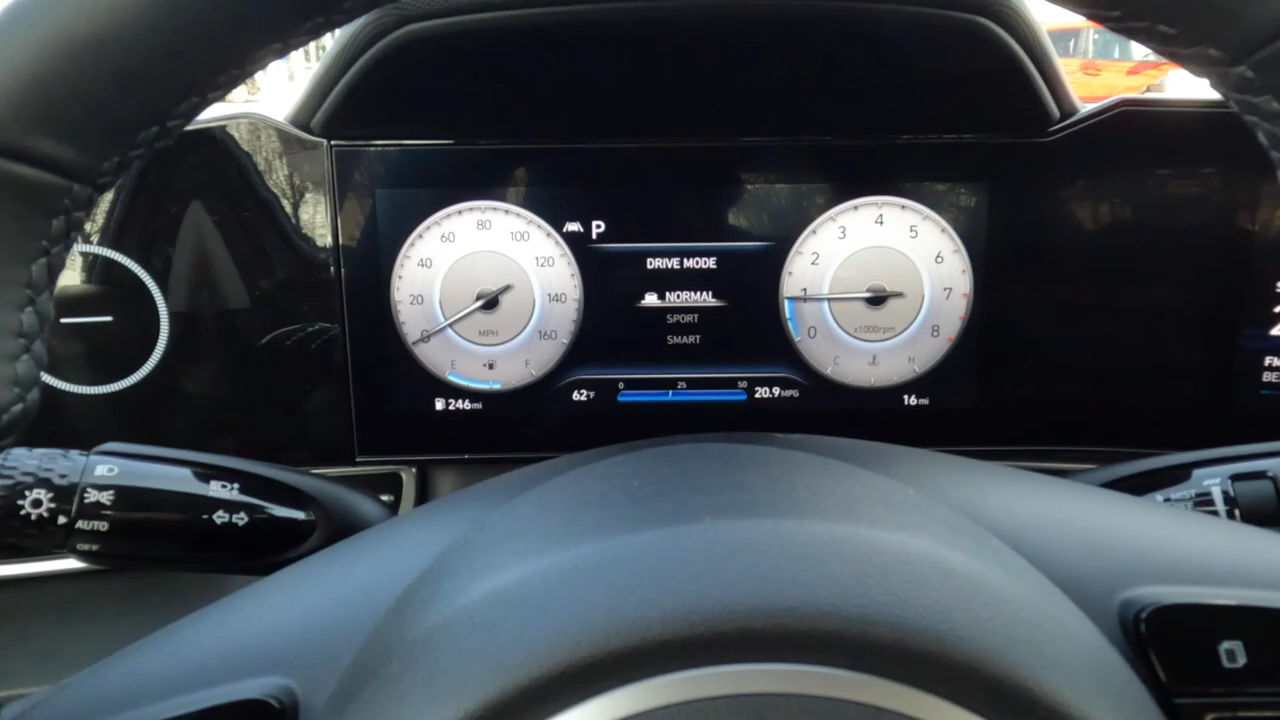 P
DRIVE MODE
NORMAL
SPORT
SMART
0 20 40 60 80 100 120 140 160
MPH
E F
246mi
62°F
0 25 50
20.9MPG
0 1 2 3 4 5 6 7 8
x1000rpm
C H
16mi
AUTO
OFF
MIST